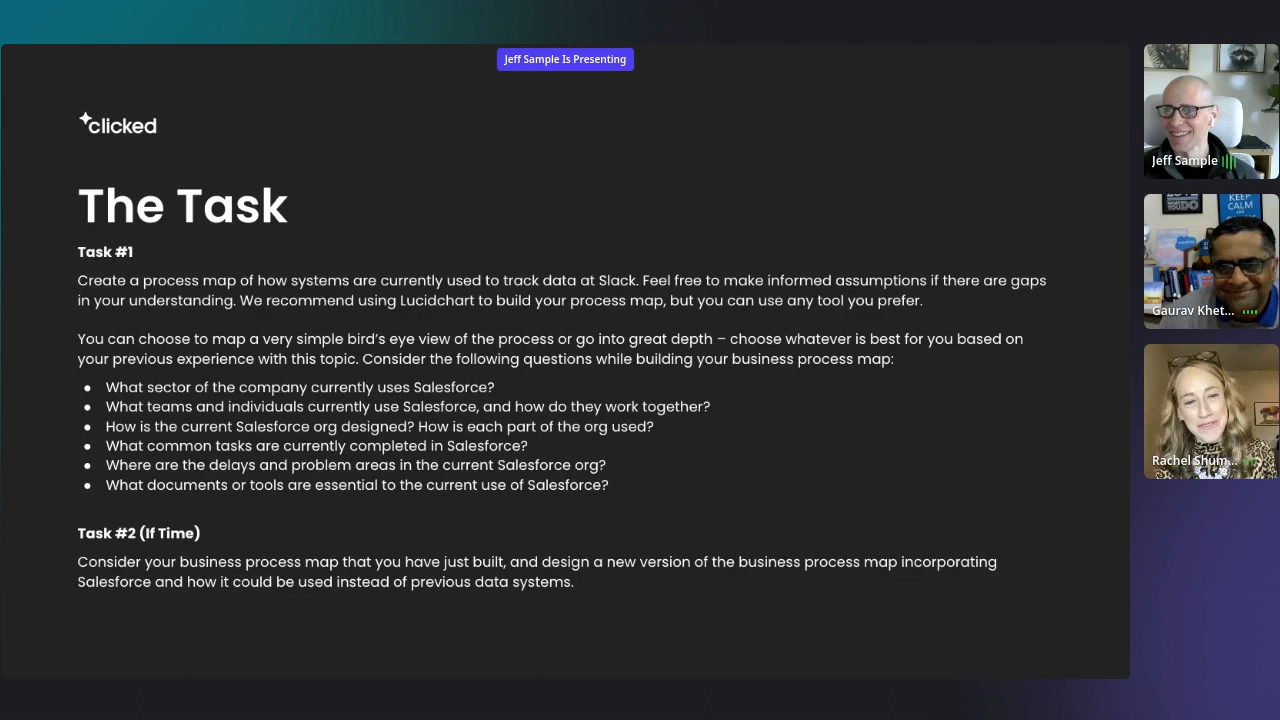 Jeff Sample Is Presenting
clicked
The Task
Task #1
Create a process map of how systems are currently used to track data at Slack. Feel free to make informed assumptions if there are gaps
in your understanding. We recommend using Lucidchart to build your process map, but you can use any tool you prefer.
You can choose to map a very simple bird’s eye view of the process or go into great depth – choose whatever is best for you based on
your previous experience with this topic. Consider the following questions while building your business process map:
● What sector of the company currently uses Salesforce?
● What teams and individuals currently use Salesforce, and how do they work together?
● How is the current Salesforce org designed? How is each part of the org used?
● What common tasks are currently completed in Salesforce?
● Where are the delays and problem areas in the current Salesforce org?
● What documents or tools are essential to the current use of Salesforce?
Task #2 (If Time)
Consider your business process map that you have just built, and design a new version of the business process map incorporating
Salesforce and how it could be used instead of previous data systems.
Jeff Sample
KEEP
CALM
Gaurav Khet...
Rachel Shum...